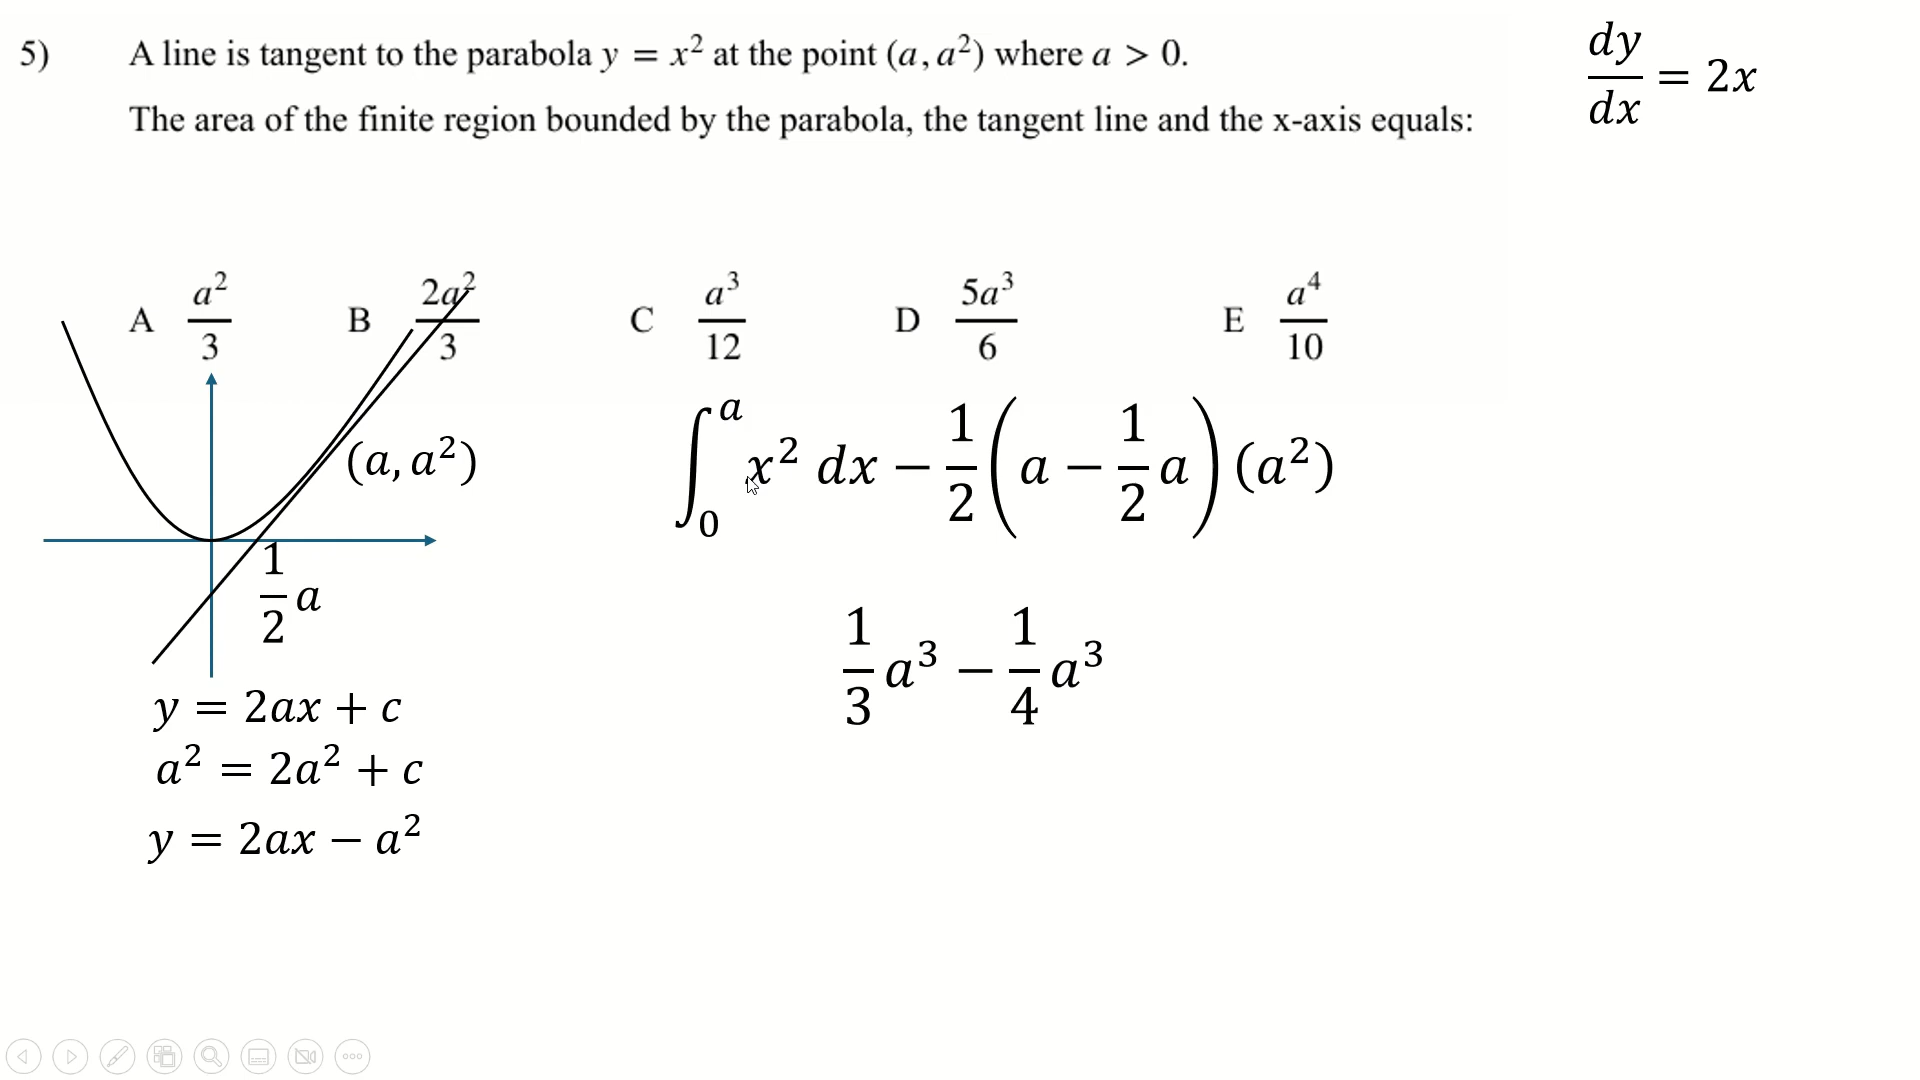 5) A line is tangent to the parabola y = x² at the point (a, a²) where a > 0.
dy/dx = 2x
The area of the finite region bounded by the parabola, the tangent line and the x-axis equals:
A a²/3 B 2a²/3 C a³/12 D 5a³/6 E a⁴/10
∫₀ᵃ x² dx − 1/2 (a − 1/2 a) (a²)
(a, a²)
1/2 a
1/3 a³ − 1/4 a³
y = 2ax + c
a² = 2a² + c
y = 2ax − a²